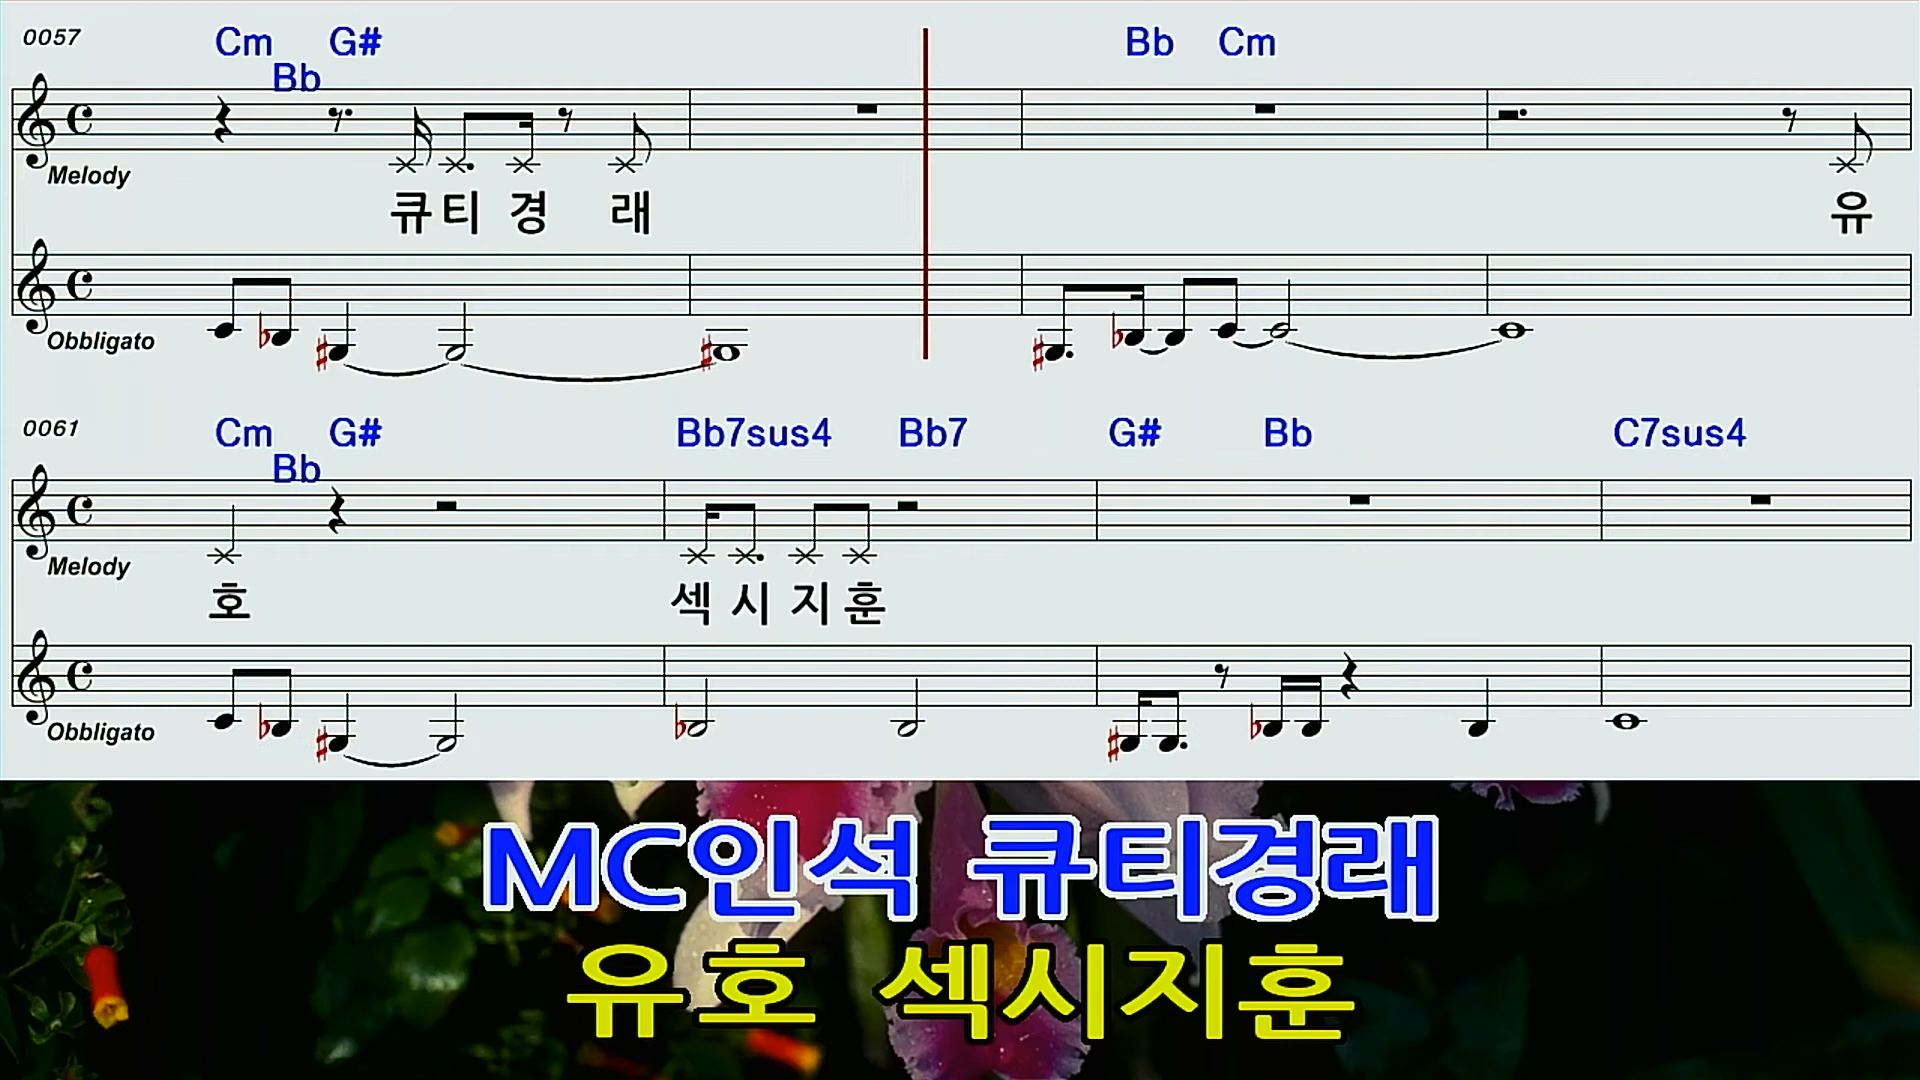 0057
Cm Bb G# Bb Cm
Melody
큐 티 경 래 유
Obbligato
0061
Cm Bb G# Bb7sus4 Bb7 G# Bb C7sus4
Melody
호 섹 시 지 훈
Obbligato
MC인석 큐티경래
유호 섹시지훈